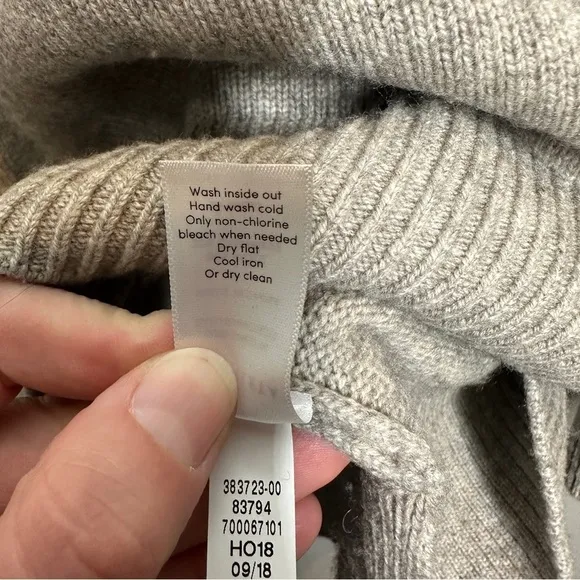 Wash inside out
Hand wash cold
Only non-chlorine
bleach when needed
Dry flat
Cool iron
Or dry clean
383723-00
83794
700067101
HO18
09/18